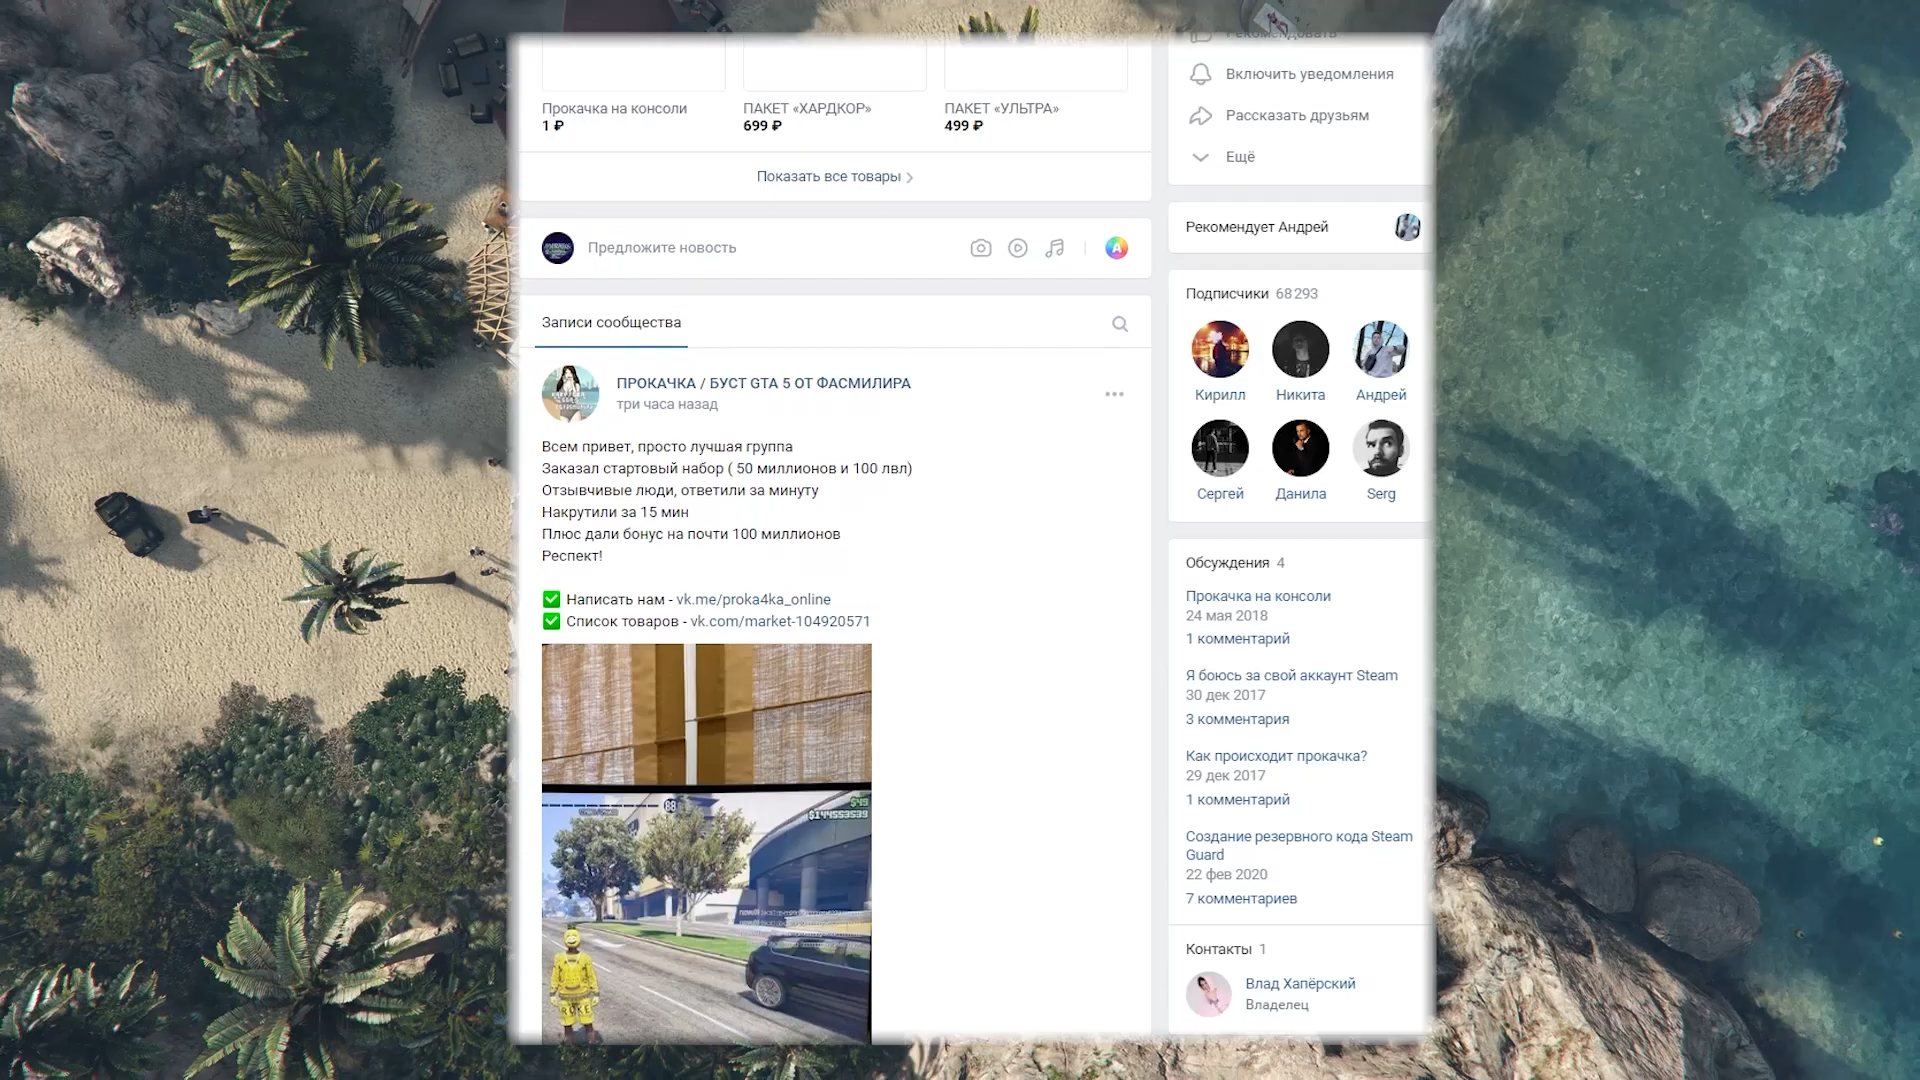 Прокачка на консоли
1 ₽
ПАКЕТ «ХАРДКОР»
699 ₽
ПАКЕТ «УЛЬТРА»
499 ₽
Показать все товары
Предложите новость
Записи сообщества
ПРОКАЧКА / БУСТ GTA 5 ОТ ФАСМИЛИРА
три часа назад
Всем привет, просто лучшая группа
Заказал стартовый набор ( 50 миллионов и 100 лвл)
Отзывчивые люди, ответили за минуту
Накрутили за 15 мин
Плюс дали бонус на почти 100 миллионов
Респект!
✅ Написать нам - vk.me/proka4ka_online
✅ Список товаров - vk.com/market-104920571
88
$49
$144553539
Рекомендовать
Включить уведомления
Рассказать друзьям
Ещё
Рекомендует Андрей
Подписчики 68 293
Кирилл
Никита
Андрей
Сергей
Данила
Serg
Обсуждения 4
Прокачка на консоли
24 мая 2018
1 комментарий
Я боюсь за свой аккаунт Steam
30 дек 2017
3 комментария
Как происходит прокачка?
29 дек 2017
1 комментарий
Создание резервного кода Steam
Guard
22 фев 2020
7 комментариев
Контакты 1
Влад Хапёрский
Владелец